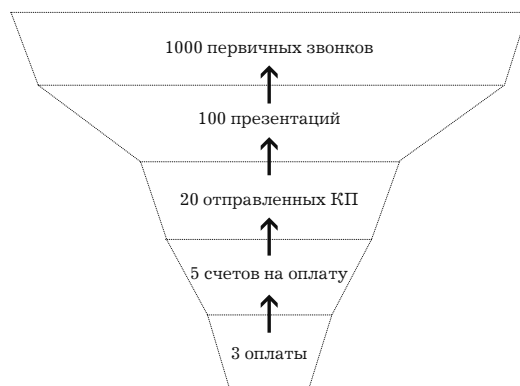 1000 первичных звонков
100 презентаций
20 отправленных КП
5 счетов на оплату
3 оплаты